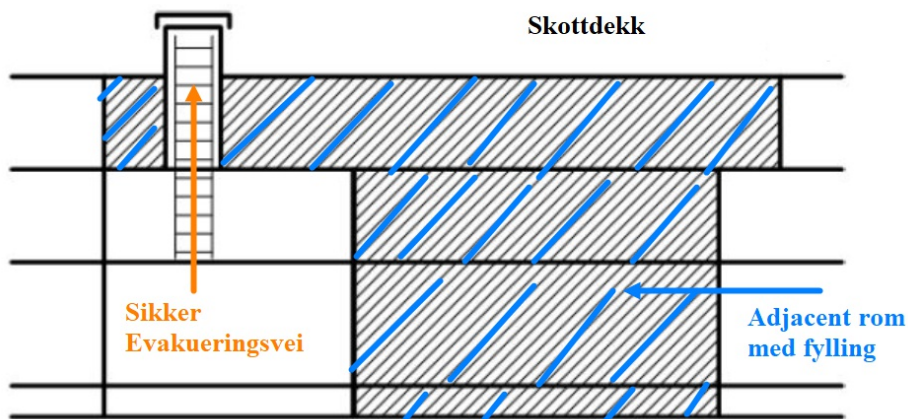 Skottdekk
Sikker
Evakueringsvei
Adjacent rom
med fylling